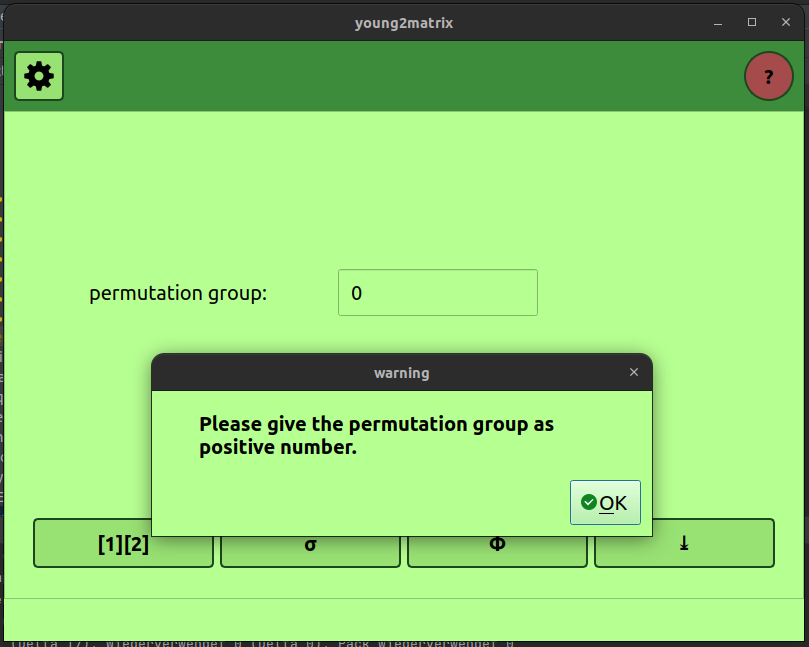 young2matrix
?
permutation group:
0
warning
Please give the permutation group as
positive number.
OK
[1][2]
σ
Φ
(Delta 17), Wiederverwendet 0 (Delta 0), Pack wiederverwendet 0